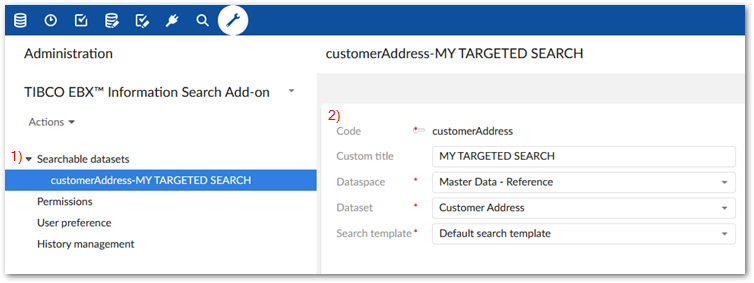 Administration
customerAddress-MY TARGETED SEARCH
TIBCO EBX™ Information Search Add-on
Actions
1) Searchable datasets
customerAddress-MY TARGETED SEARCH
Permissions
User preference
History management
2)
Code * customerAddress
Custom title MY TARGETED SEARCH
Dataspace * Master Data - Reference
Dataset * Customer Address
Search template * Default search template